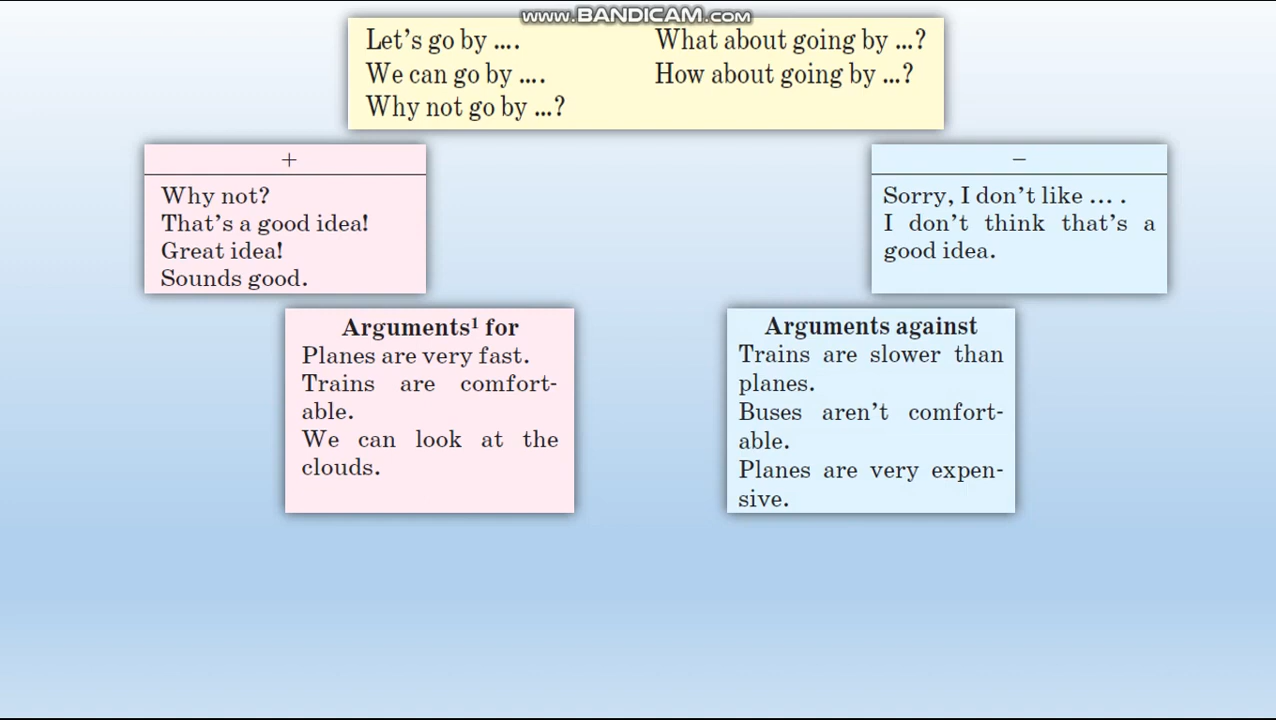 www.BANDICAM.com
Let's go by ....
We can go by ....
Why not go by ...?
What about going by ...?
How about going by ...?
+
Why not?
That's a good idea!
Great idea!
Sounds good.
–
Sorry, I don't like ... .
I don't think that's a
good idea.
Arguments¹ for
Planes are very fast.
Trains are comfort-
able.
We can look at the
clouds.
Arguments against
Trains are slower than
planes.
Buses aren't comfort-
able.
Planes are very expen-
sive.